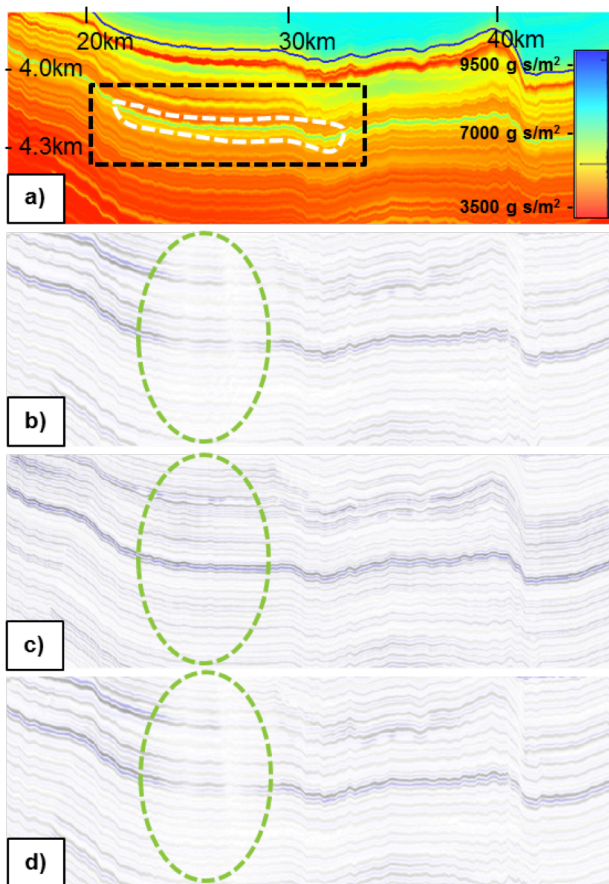 20km 30km 40km
4.0km
9500 g s/m²
7000 g s/m²
4.3km
3500 g s/m²
a)
b)
c)
d)